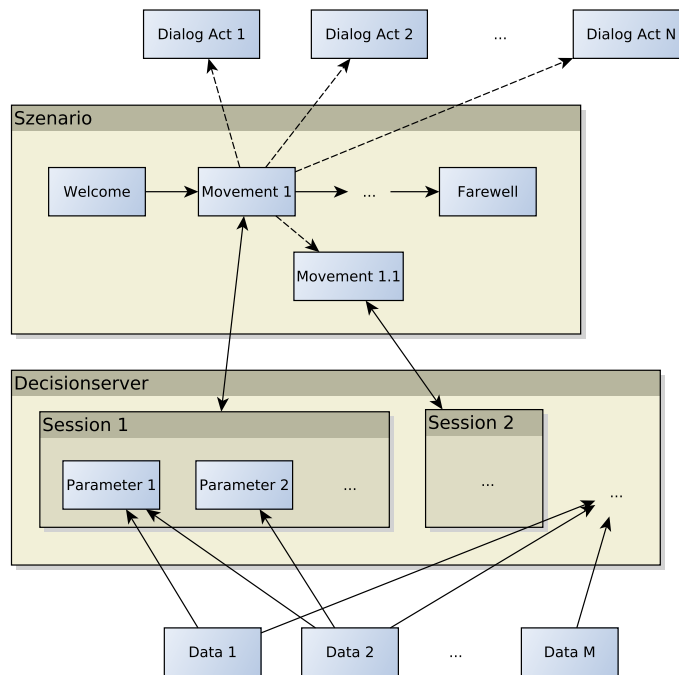 Dialog Act 1
Dialog Act 2
...
Dialog Act N
Szenario
Welcome
Movement 1
...
Farewell
Movement 1.1
Decisionserver
Session 1
Session 2
Parameter 1
Parameter 2
...
...
...
Data 1
Data 2
...
Data M